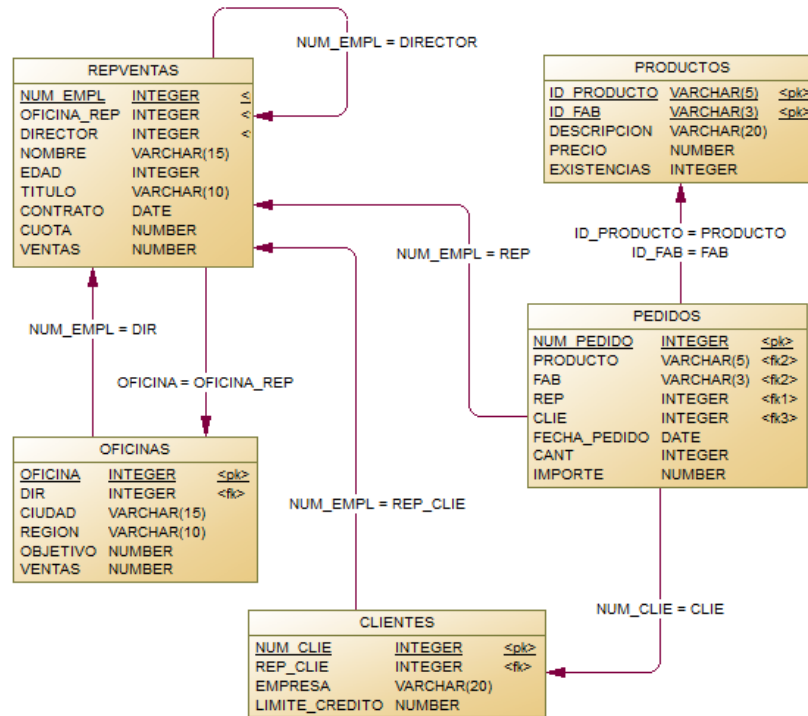 NUM_EMPL = DIRECTOR
REPVENTAS
NUM_EMPL INTEGER <
OFICINA_REP INTEGER <
DIRECTOR INTEGER <
NOMBRE VARCHAR(15)
EDAD INTEGER
TITULO VARCHAR(10)
CONTRATO DATE
CUOTA NUMBER
VENTAS NUMBER
PRODUCTOS
ID_PRODUCTO VARCHAR(5) <pk>
ID_FAB VARCHAR(3) <pk>
DESCRIPCION VARCHAR(20)
PRECIO NUMBER
EXISTENCIAS INTEGER
ID_PRODUCTO = PRODUCTO
ID_FAB = FAB
NUM_EMPL = REP
NUM_EMPL = DIR
OFICINA = OFICINA_REP
PEDIDOS
NUM_PEDIDO INTEGER <pk>
PRODUCTO VARCHAR(5) <fk2>
FAB VARCHAR(3) <fk2>
REP INTEGER <fk1>
CLIE INTEGER <fk3>
FECHA_PEDIDO DATE
CANT INTEGER
IMPORTE NUMBER
OFICINAS
OFICINA INTEGER <pk>
DIR INTEGER <fk>
CIUDAD VARCHAR(15)
REGION VARCHAR(10)
OBJETIVO NUMBER
VENTAS NUMBER
NUM_EMPL = REP_CLIE
NUM_CLIE = CLIE
CLIENTES
NUM_CLIE INTEGER <pk>
REP_CLIE INTEGER <fk>
EMPRESA VARCHAR(20)
LIMITE_CREDITO NUMBER